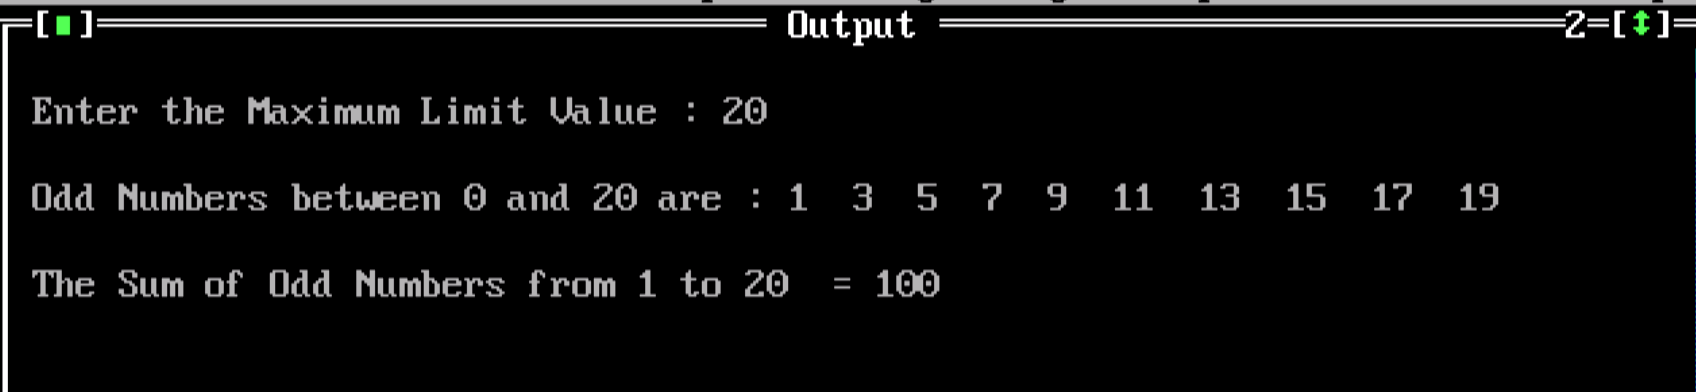 [■] Output 2=[↕]
Enter the Maximum Limit Value : 20
Odd Numbers between 0 and 20 are : 1  3  5  7  9  11  13  15  17  19
The Sum of Odd Numbers from 1 to 20  = 100